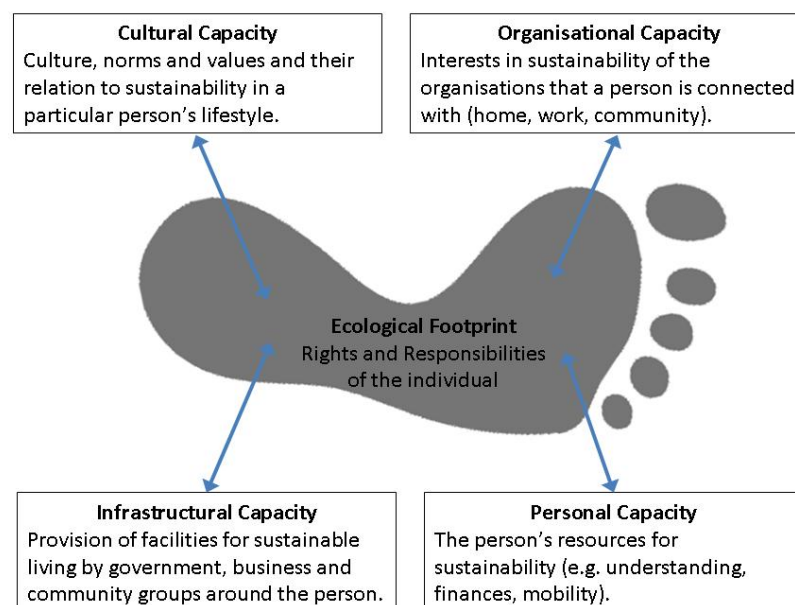 Cultural Capacity
Culture, norms and values and their
relation to sustainability in a
particular person's lifestyle.
Organisational Capacity
Interests in sustainability of the
organisations that a person is connected
with (home, work, community).
Ecological Footprint
Rights and Responsibilities
of the individual
Infrastructural Capacity
Provision of facilities for sustainable
living by government, business and
community groups around the person.
Personal Capacity
The person's resources for
sustainability (e.g. understanding,
finances, mobility).